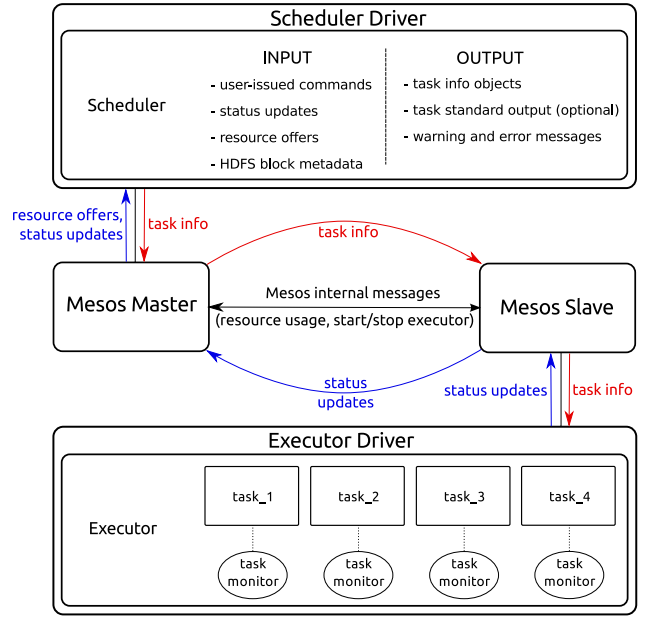 Scheduler Driver
Scheduler
INPUT
- user-issued commands
- status updates
- resource offers
- HDFS block metadata
OUTPUT
- task info objects
- task standard output (optional)
- warning and error messages
resource offers,
status updates
task info
task info
Mesos Master
Mesos internal messages
(resource usage, start/stop executor)
Mesos Slave
status
updates
status updates
task info
Executor Driver
Executor
task_1
task_2
task_3
task_4
task
monitor
task
monitor
task
monitor
task
monitor